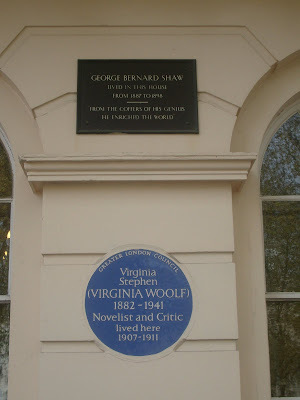 GEORGE BERNARD SHAW
LIVED IN THIS HOUSE
FROM 1887 TO 1898
FROM THE COFFERS OF HIS GENIUS
HE ENRICHED THE WORLD
GREATER LONDON COUNCIL
Virginia
Stephen
(VIRGINIA WOOLF)
1882-1941
Novelist and Critic
lived here
1907-1911